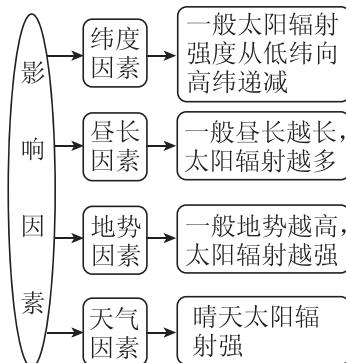 影响因素
纬度
因素
一般太阳辐射
强度从低纬向
高纬递减
昼长
因素
一般昼长越长，
太阳辐射越多
地势
因素
一般地势越高，
太阳辐射越强
天气
因素
晴天太阳辐
射强